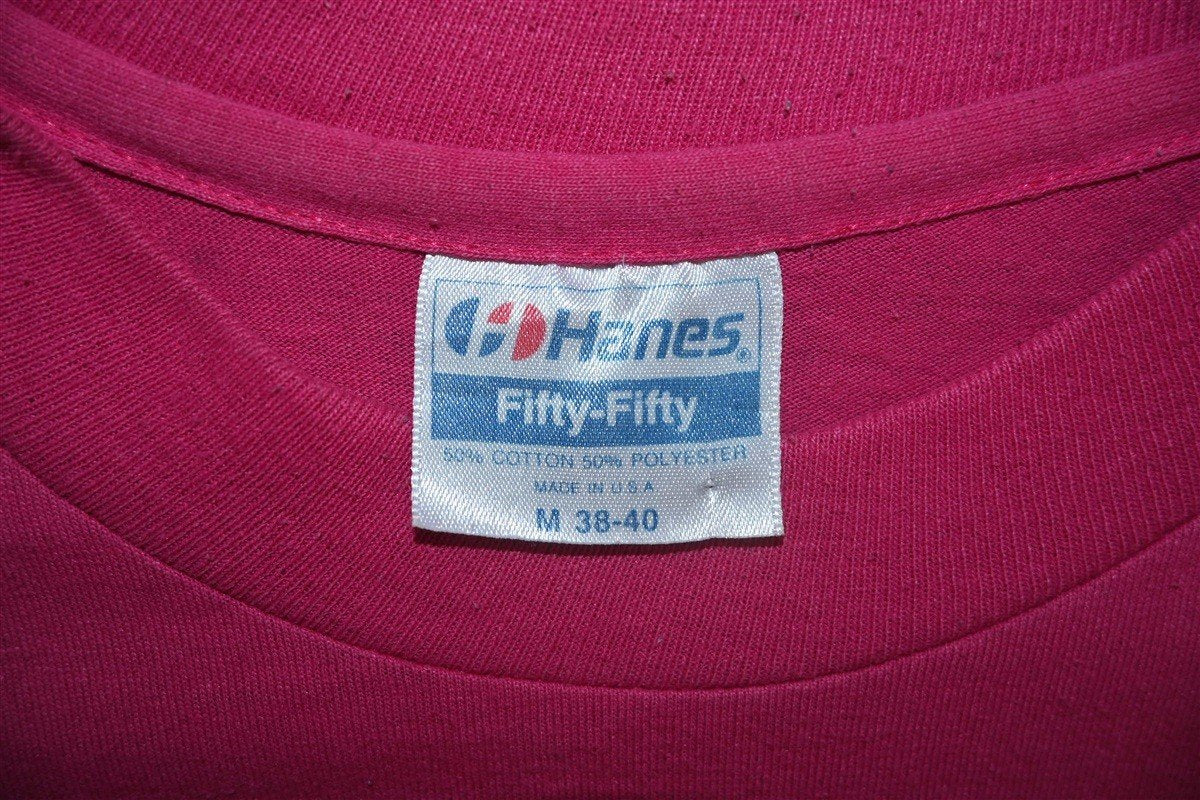 Hanes®
Fifty-Fifty
50% COTTON 50% POLYESTER
MADE IN U.S.A
M 38-40